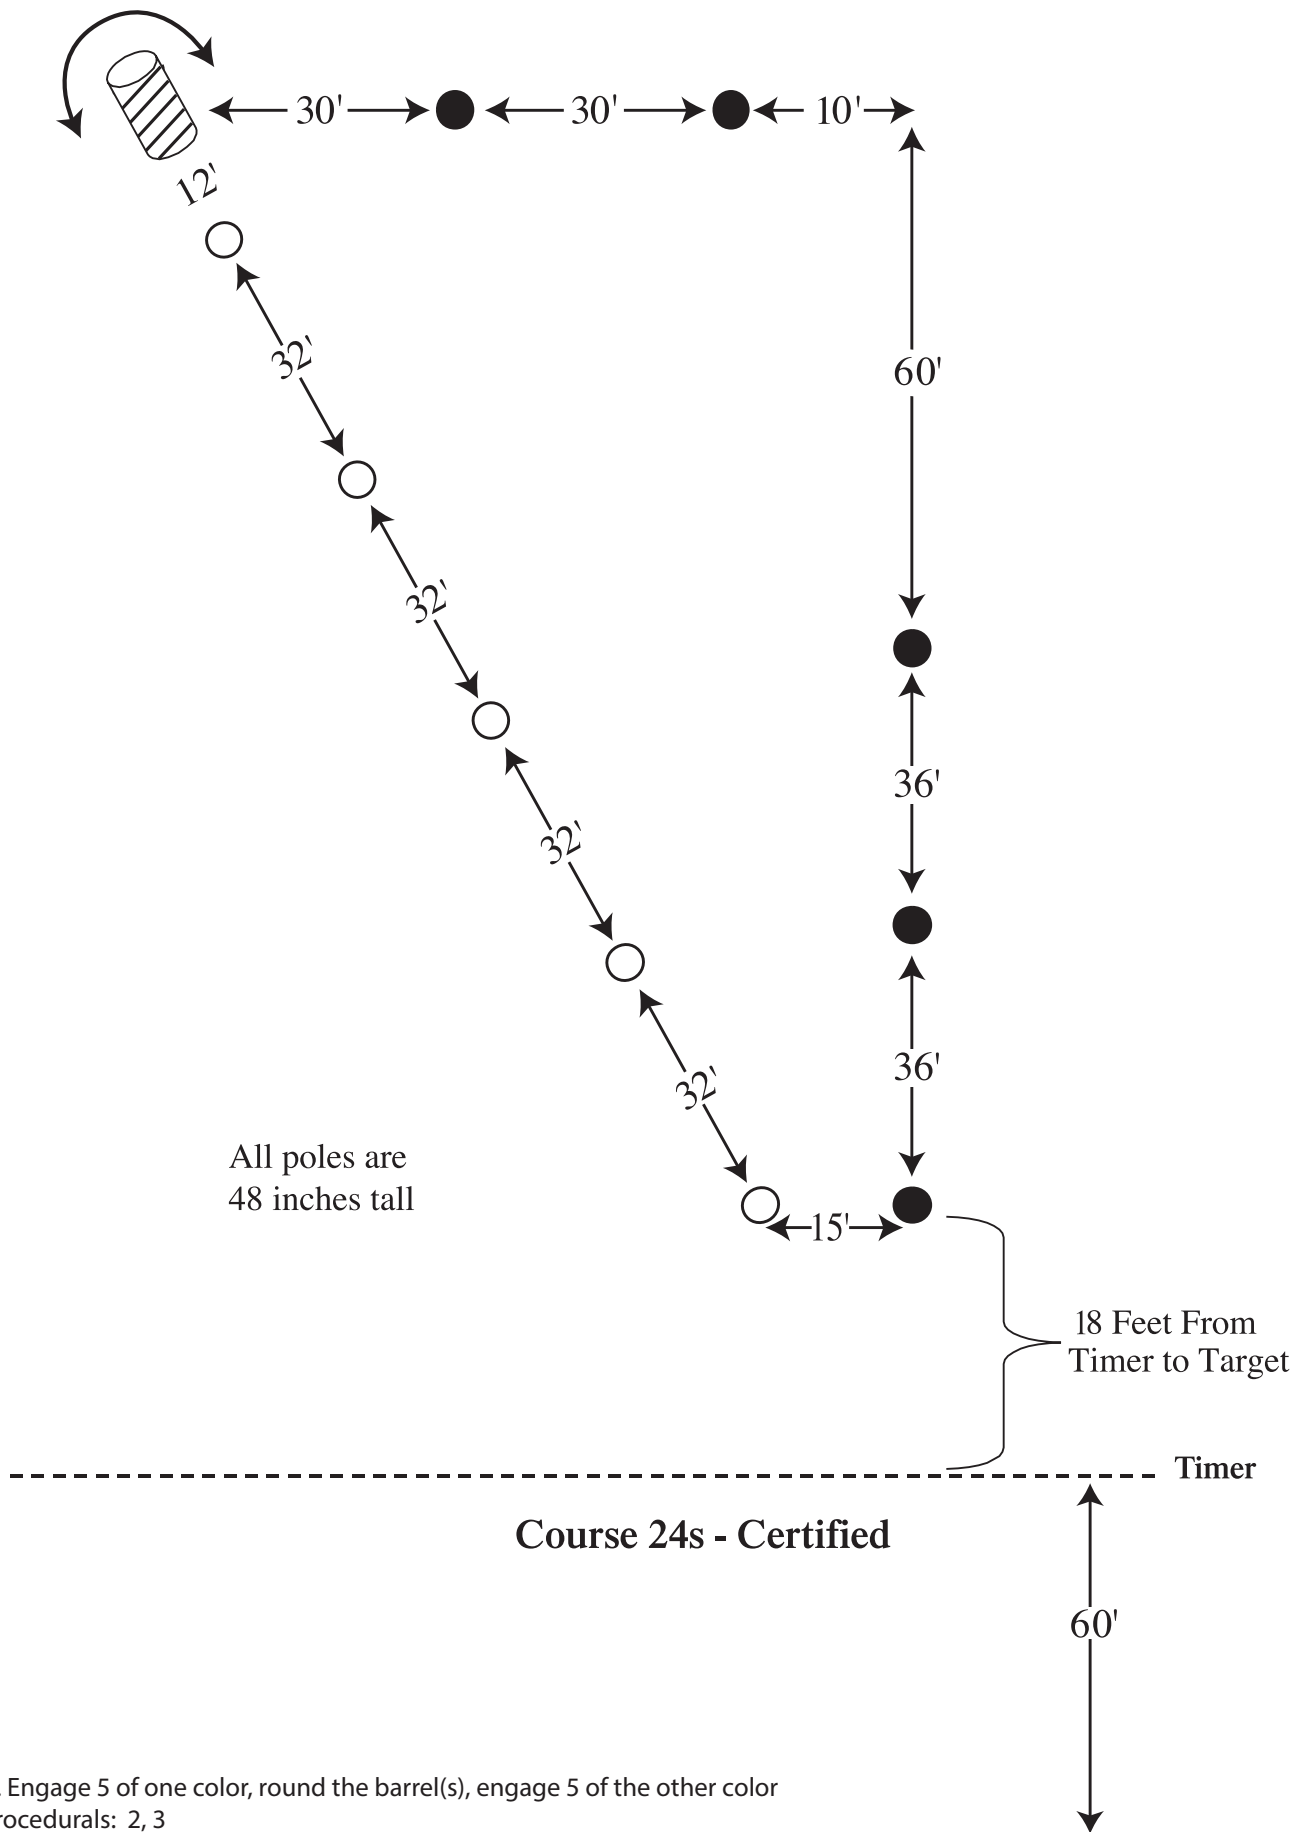 30'
30'
10'
12'
32'
60'
32'
36'
32'
36'
32'
All poles are
48 inches tall
15'
18 Feet From
Timer to Target
Timer
Course 24s - Certified
60'
. Engage 5 of one color, round the barrel(s), engage 5 of the other color
rocedurals: 2, 3